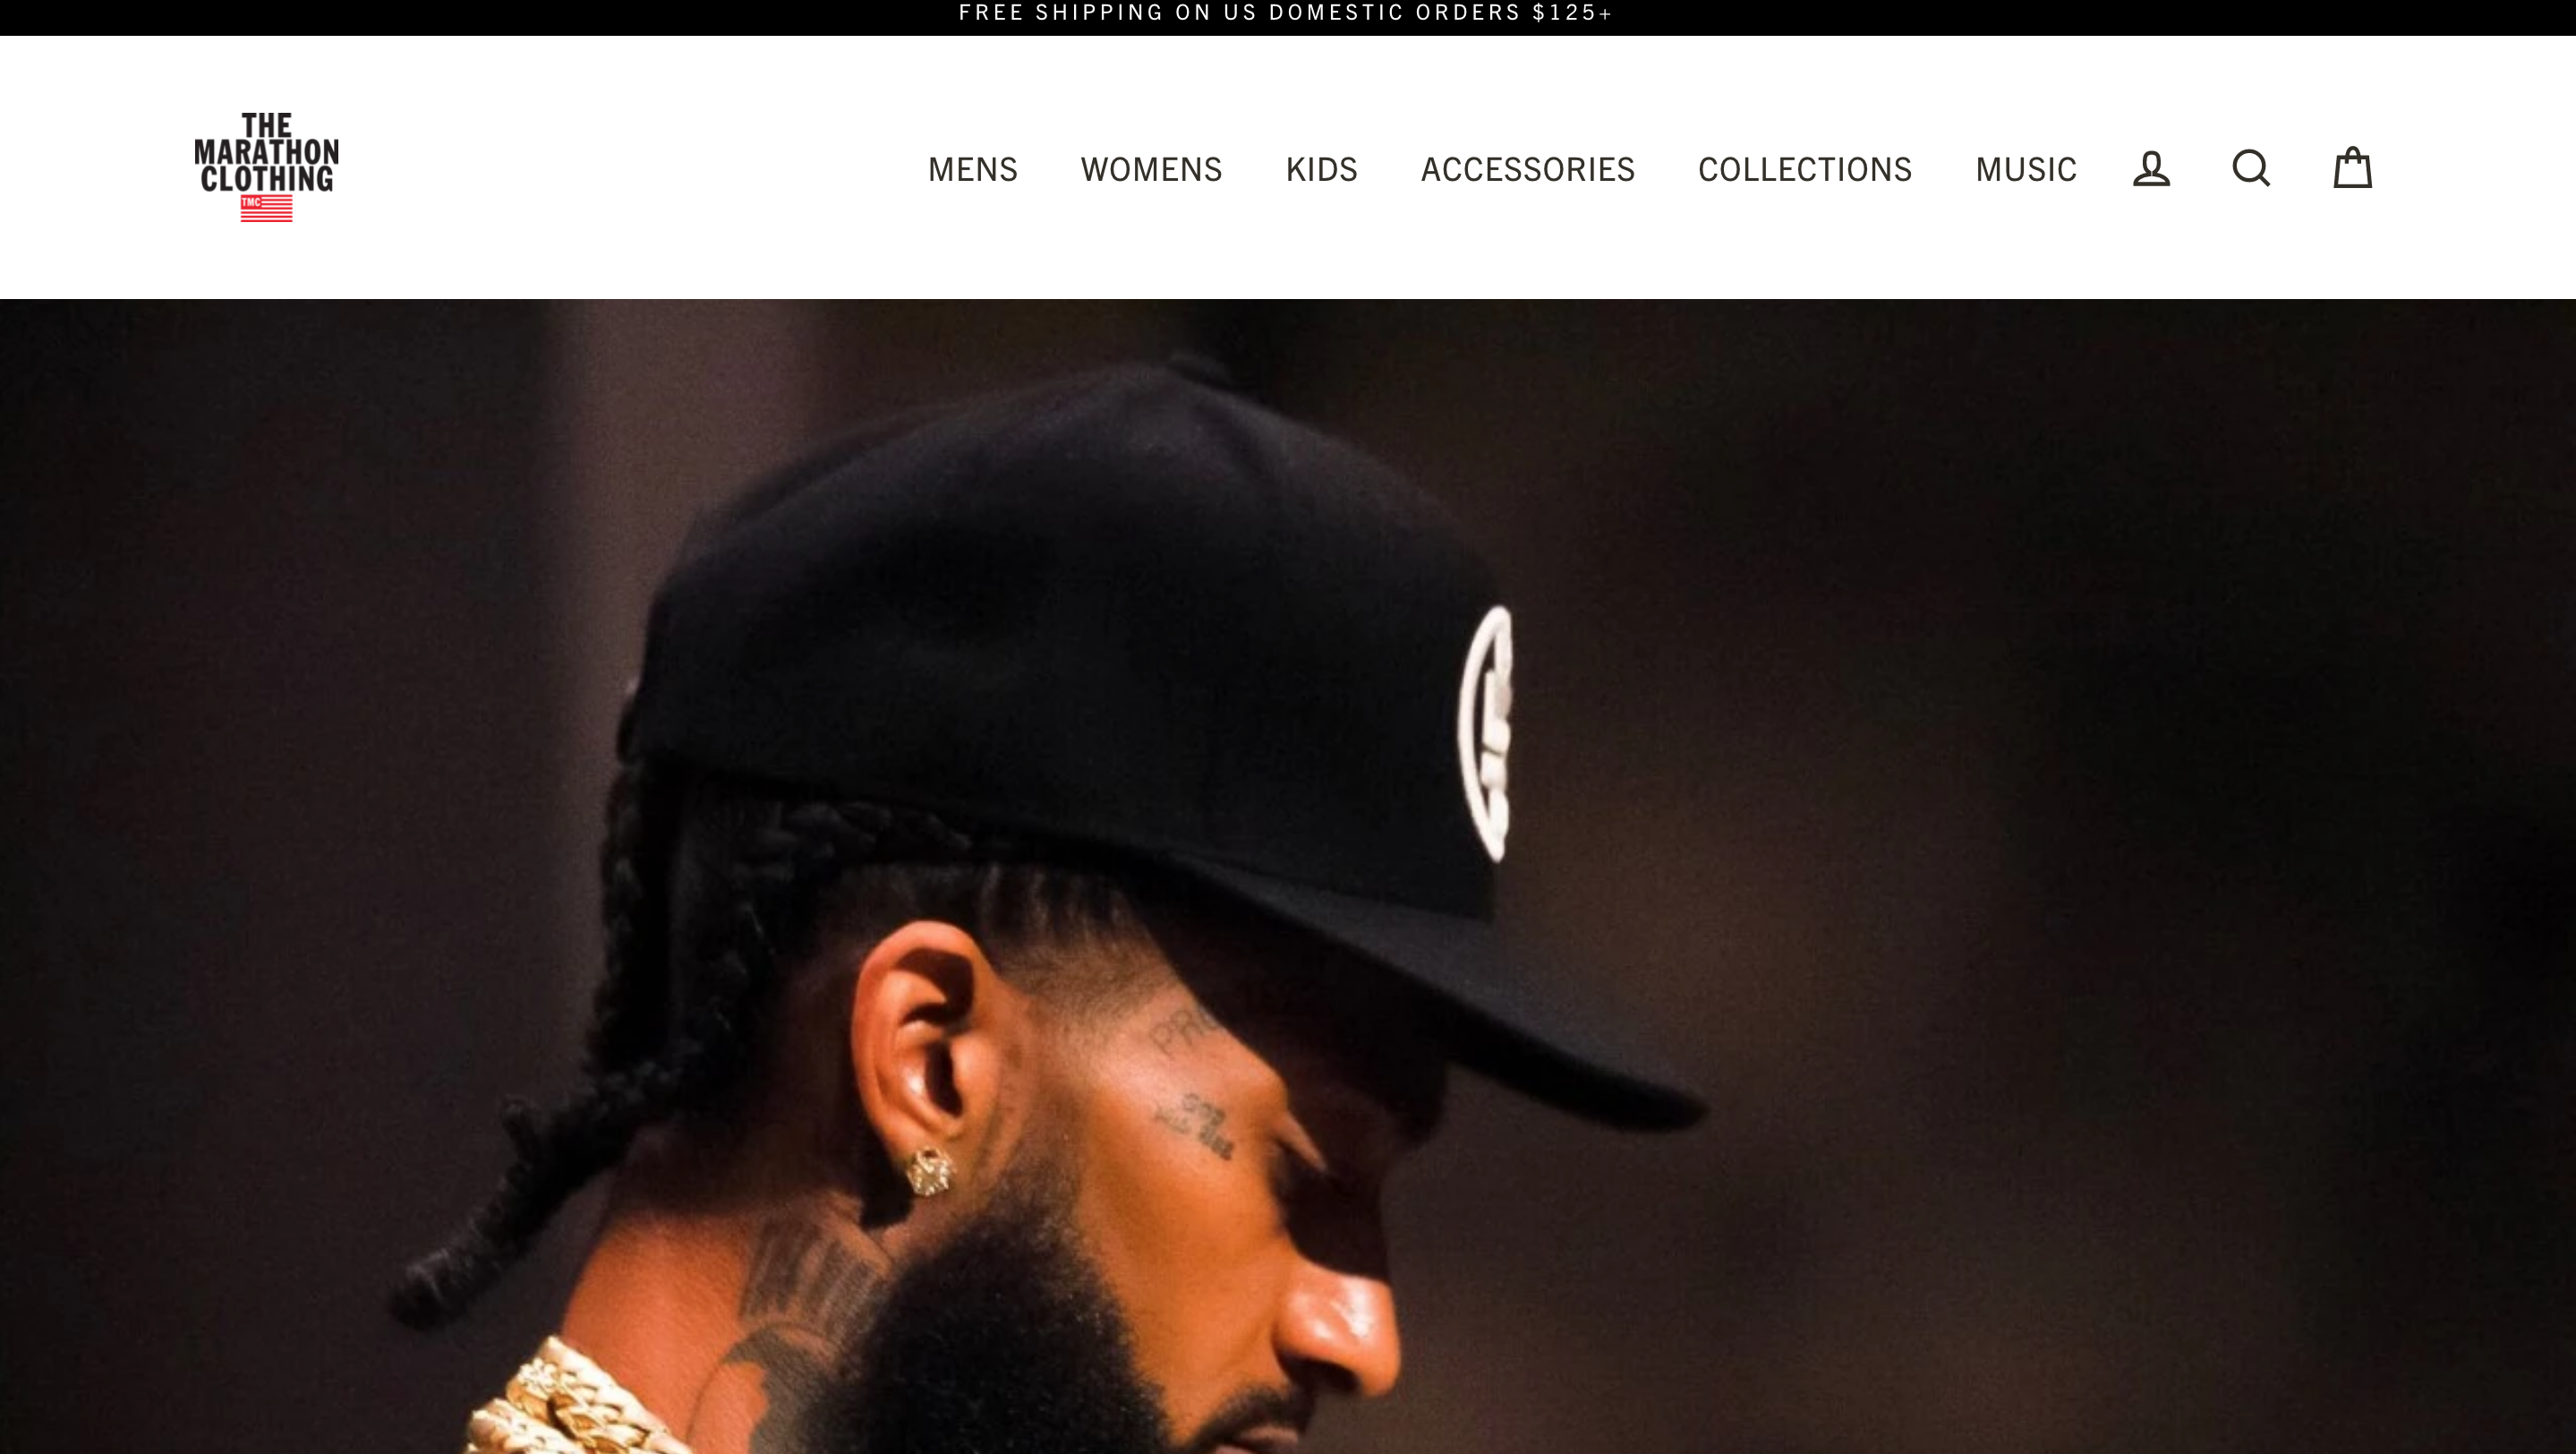 FREE SHIPPING ON US DOMESTIC ORDERS $125+
THE
MARATHON
CLOTHING
TMC
MENS WOMENS KIDS ACCESSORIES COLLECTIONS MUSIC